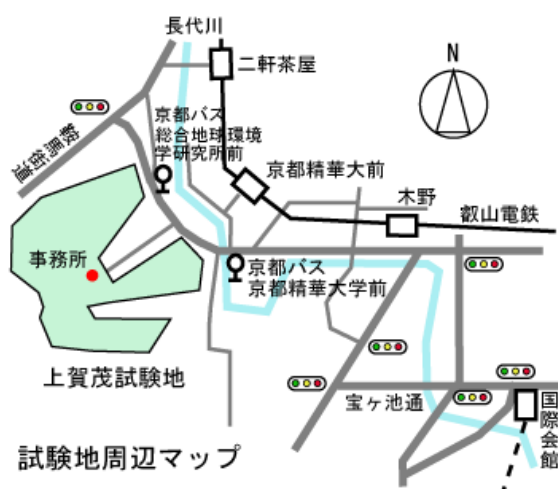 長代川
二軒茶屋
N
京都バス
総合地球環境
学研究所前
鞍馬街道
京都精華大前
木野
叡山電鉄
事務所
京都バス
京都精華大学前
上賀茂試験地
宝ヶ池通
国際会館
試験地周辺マップ